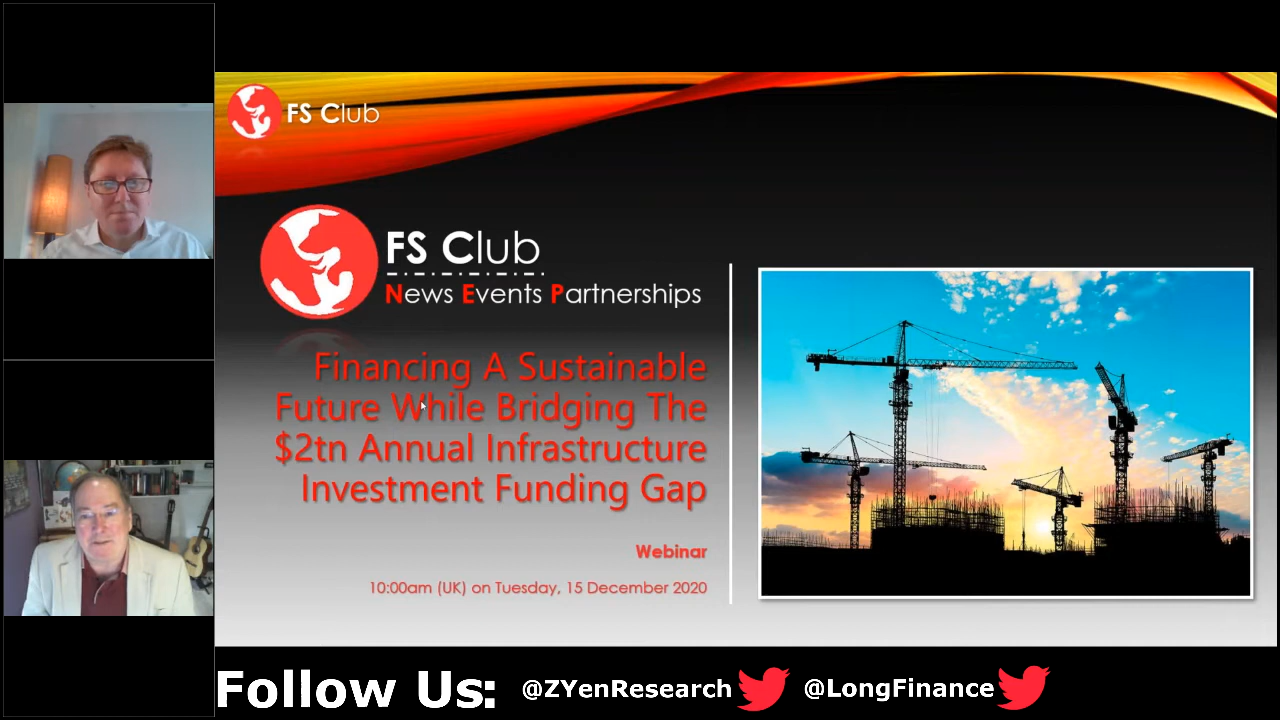 FS Club
FS Club
News Events Partnerships
Financing A Sustainable
Future While Bridging The
$2tn Annual Infrastructure
Investment Funding Gap
Webinar
10:00am (UK) on Tuesday, 15 December 2020
Follow Us: @ZYenResearch @LongFinance